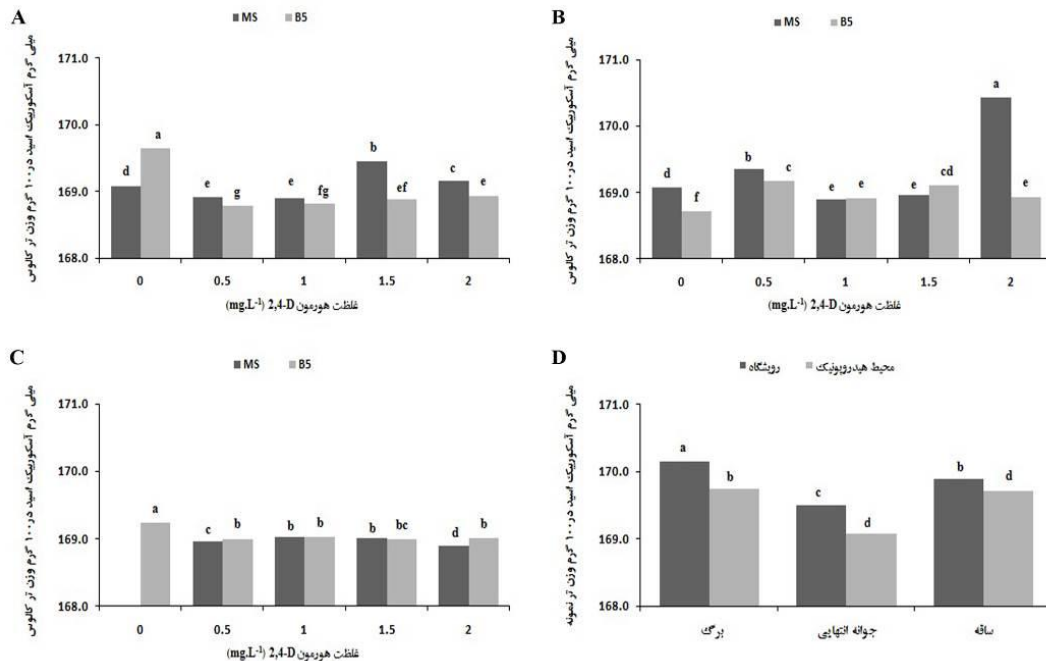 A
MS B5
میلی گرم آسکوربیک اسید در ۱۰۰ گرم وزن تر کالوس
171.0
170.0
169.0
168.0
d a e g e fg b ef c e
0 0.5 1 1.5 2
غلظت هورمون 2,4-D (mg.L-1)
B
MS B5
میلی گرم آسکوربیک اسید در ۱۰۰ گرم وزن تر کالوس
171.0
170.0
169.0
168.0
d f b c e e e cd a e
0 0.5 1 1.5 2
غلظت هورمون 2,4-D (mg.L-1)
C
MS B5
میلی گرم آسکوربیک اسید در ۱۰۰ گرم وزن تر کالوس
171.0
170.0
169.0
168.0
a c b b b b bc d b
0 0.5 1 1.5 2
غلظت هورمون 2,4-D (mg.L-1)
D
رویشگاه محیط هیدروپونیک
میلی گرم آسکوربیک اسید در ۱۰۰ گرم وزن تر نمونه
171.0
170.0
169.0
168.0
a b c d b d
برگ جوانه انتهایی ساقه